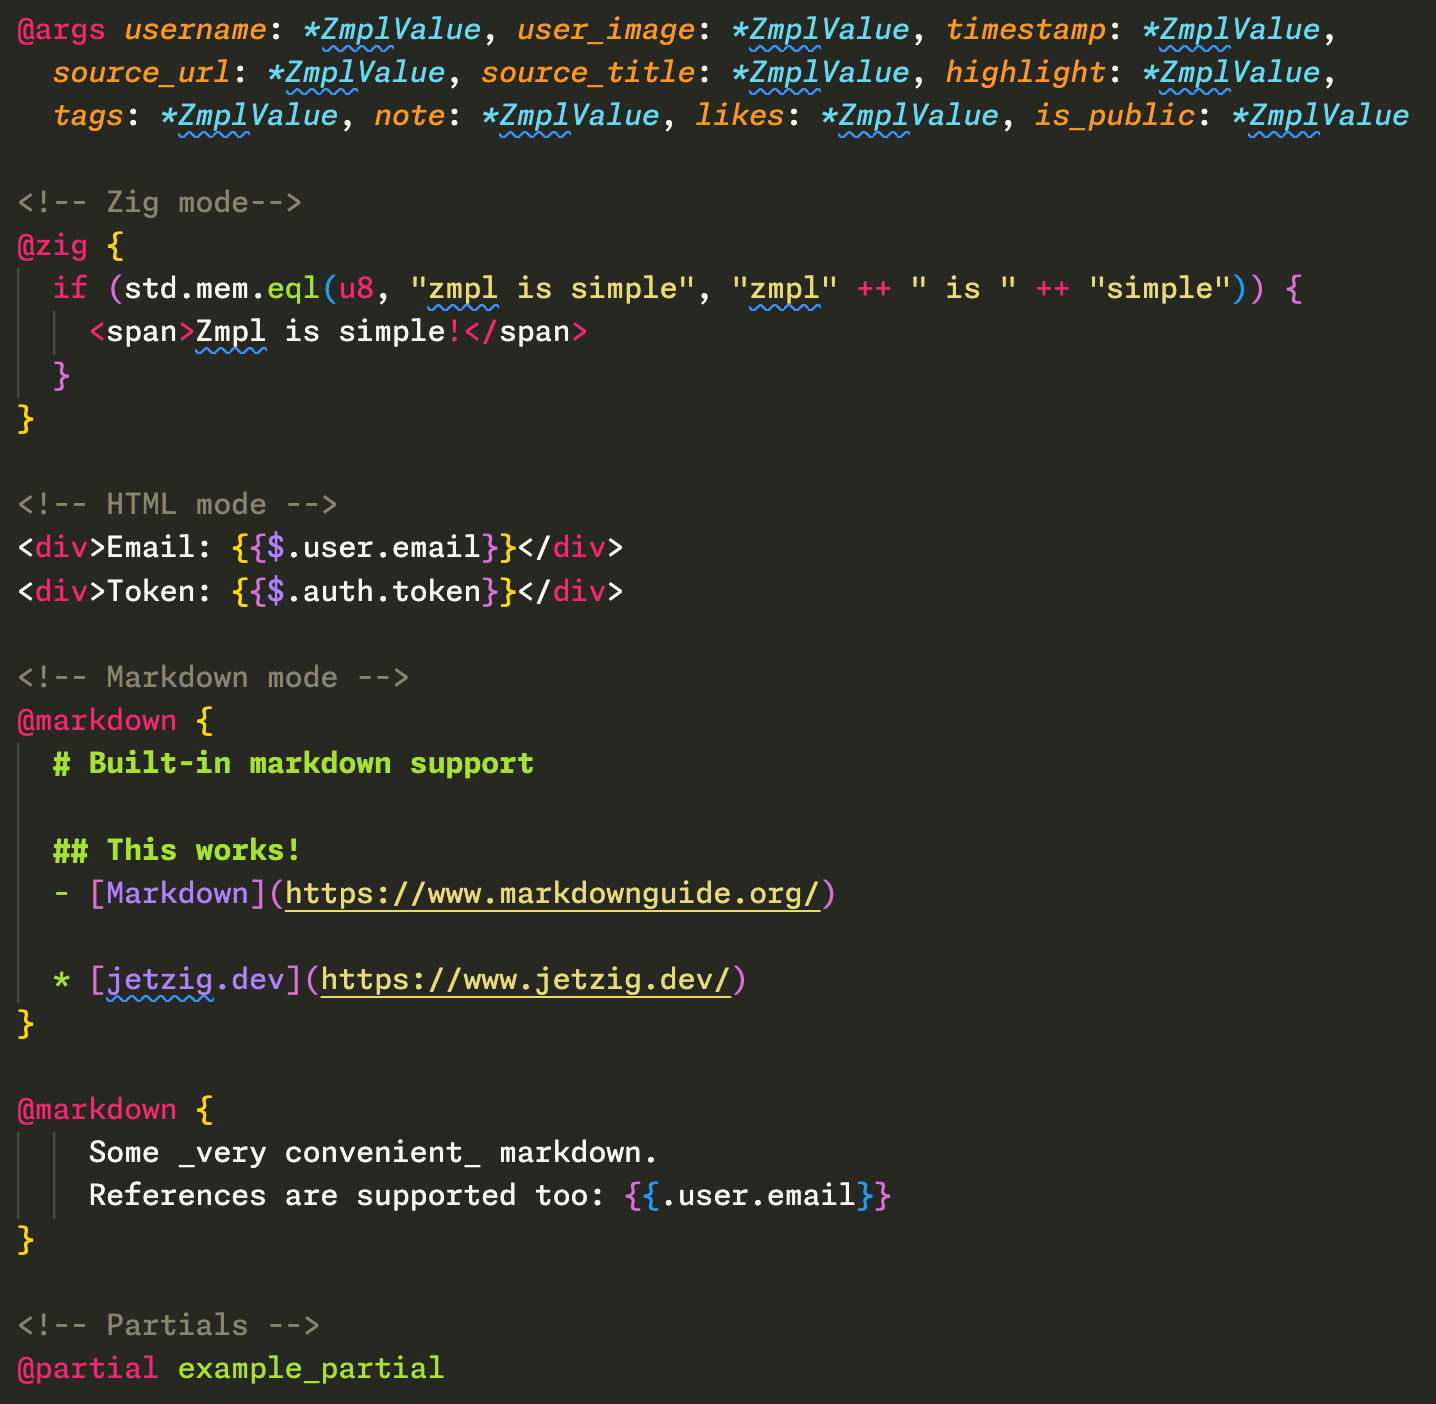 @args username: *ZmplValue, user_image: *ZmplValue, timestamp: *ZmplValue,
  source_url: *ZmplValue, source_title: *ZmplValue, highlight: *ZmplValue,
  tags: *ZmplValue, note: *ZmplValue, likes: *ZmplValue, is_public: *ZmplValue

<!-- Zig mode-->
@zig {
  if (std.mem.eql(u8, "zmpl is simple", "zmpl" ++ " is " ++ "simple")) {
    <span>Zmpl is simple!</span>
  }
}

<!-- HTML mode -->
<div>Email: {{$.user.email}}</div>
<div>Token: {{$.auth.token}}</div>

<!-- Markdown mode -->
@markdown {
  # Built-in markdown support

  ## This works!
  - [Markdown](https://www.markdownguide.org/)

  * [jetzig.dev](https://www.jetzig.dev/)
}

@markdown {
    Some _very convenient_ markdown.
    References are supported too: {{.user.email}}
}

<!-- Partials -->
@partial example_partial